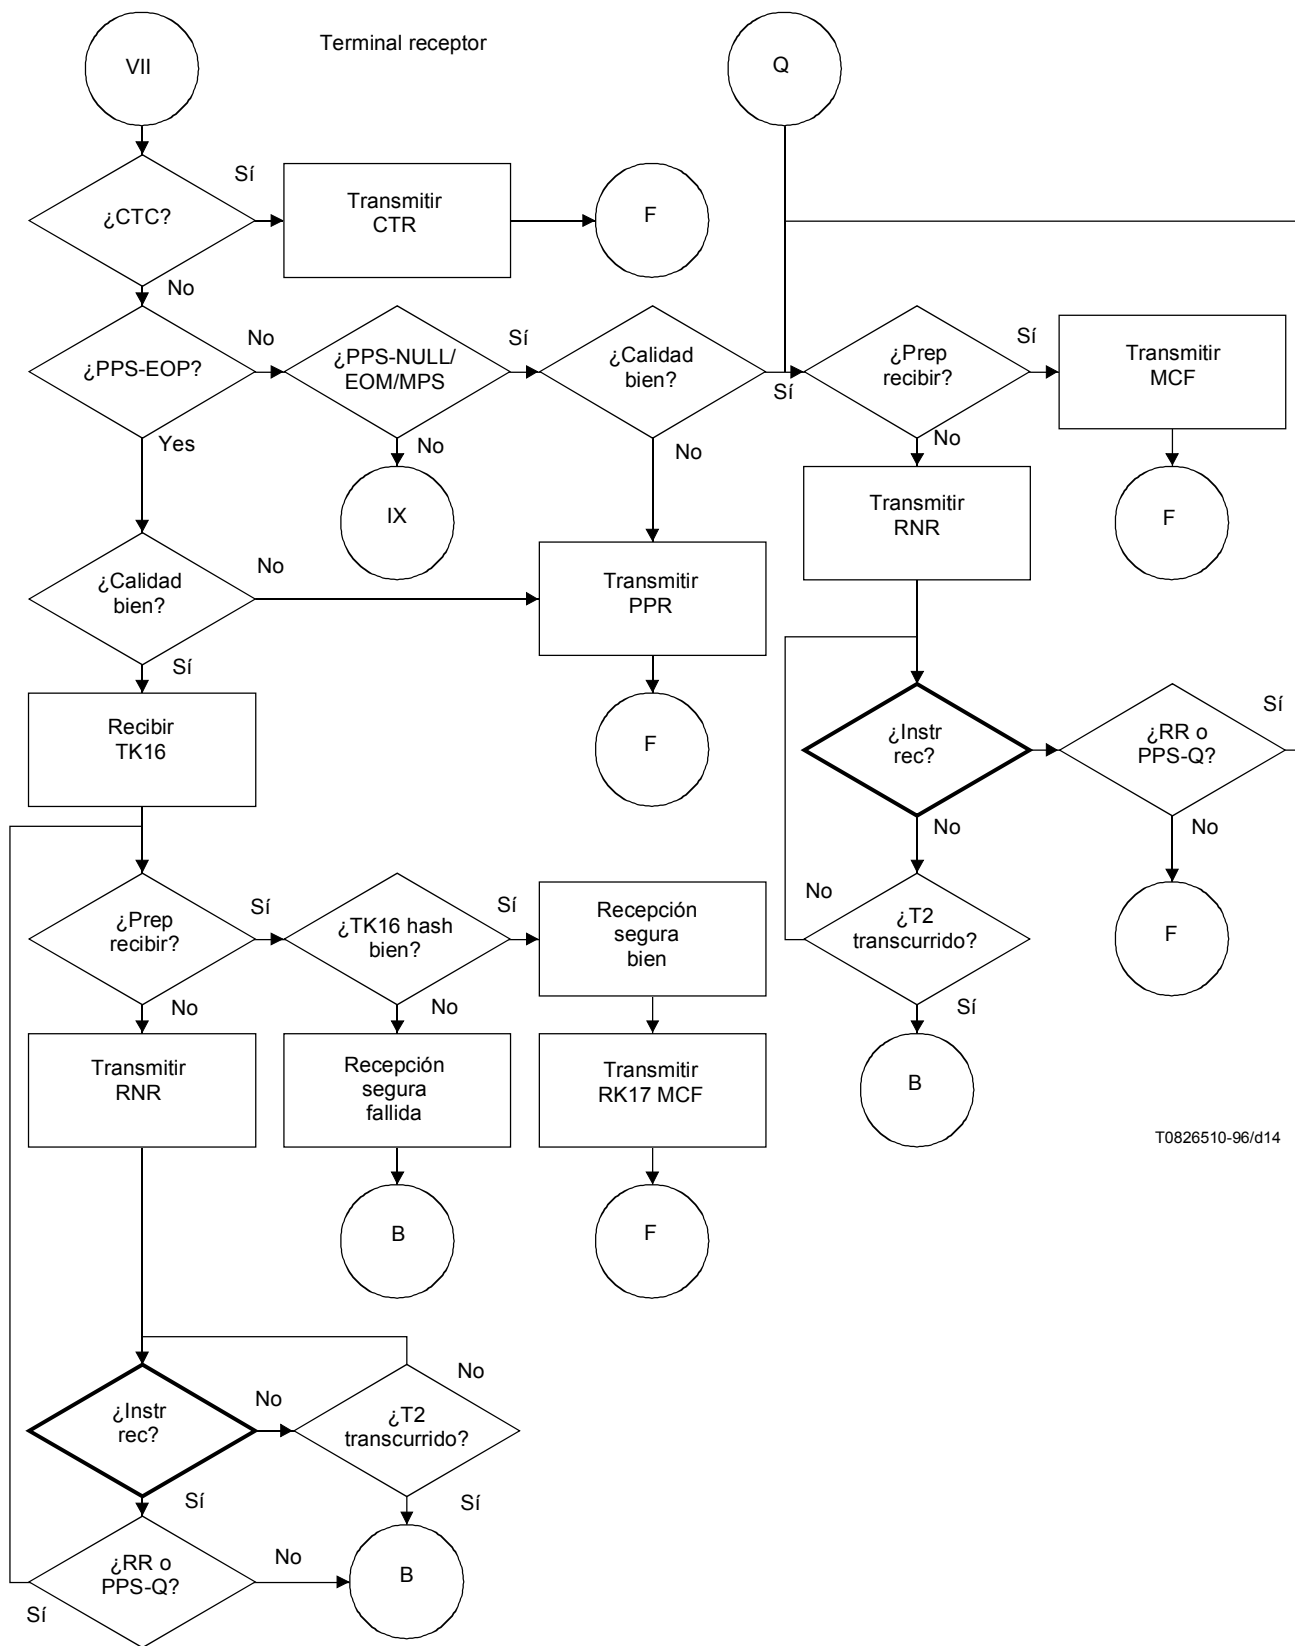 Terminal receptor
VII
Q
Sí
¿CTC?
Transmitir
CTR
F
No
¿PPS-EOP?
No
¿PPS-NULL/
EOM/MPS
Sí
¿Calidad
bien?
Sí
¿Prep
recibir?
Sí
Transmitir
MCF
Yes
No
No
No
IX
Transmitir
RNR
F
¿Calidad
bien?
No
Transmitir
PPR
Sí
Recibir
TK16
F
¿Instr
rec?
¿RR o
PPS-Q?
Sí
No
No
¿Prep
recibir?
Sí
¿TK16 hash
bien?
Sí
Recepción
segura
bien
No
¿T2
transcurrido?
F
No
No
Sí
Transmitir
RNR
Recepción
segura
fallida
Transmitir
RK17 MCF
B
T0826510-96/d14
B
F
¿Instr
rec?
No
¿T2
transcurrido?
No
Sí
Sí
¿RR o
PPS-Q?
No
B
Sí